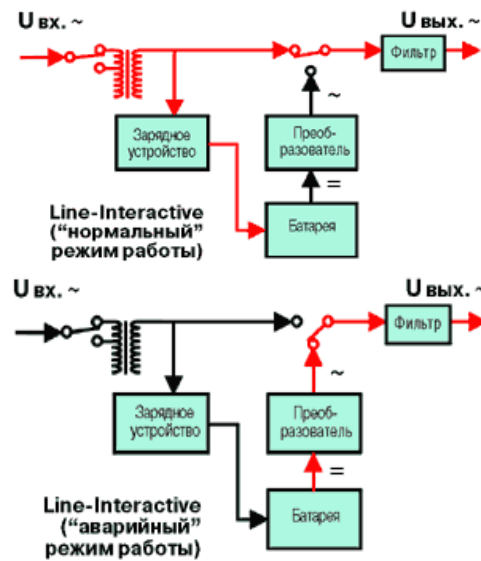 U вх. ~
U вых. ~
Фильтр
~
Зарядное
устройство
Преоб-
разователь
=
Line-Interactive
(“нормальный”
режим работы)
Батарея
U вх. ~
U вых. ~
Фильтр
~
Зарядное
устройство
Преоб-
разователь
=
Line-Interactive
(“аварийный”
режим работы)
Батарея